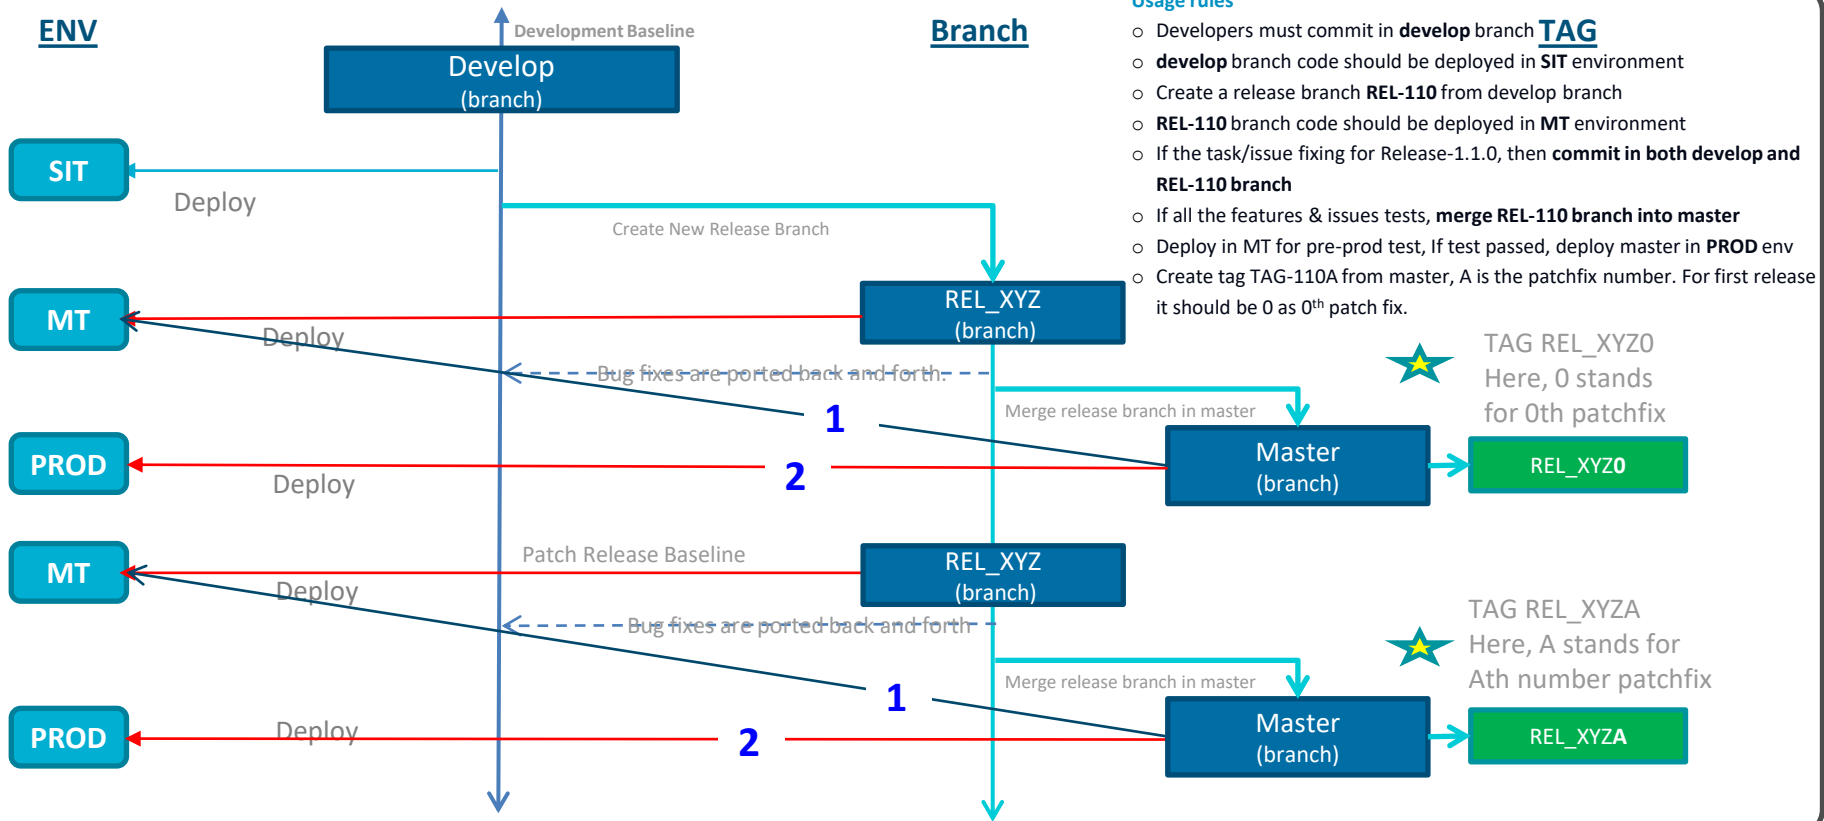 Usage rules
ENV
Development Baseline
Branch
○ Developers must commit in develop branch
TAG
Develop
(branch)
○ develop branch code should be deployed in SIT environment
○ Create a release branch REL-110 from develop branch
○ REL-110 branch code should be deployed in MT environment
○ If the task/issue fixing for Release-1.1.0, then commit in both develop and
REL-110 branch
○ If all the features & issues tests, merge REL-110 branch into master
○ Deploy in MT for pre-prod test, If test passed, deploy master in PROD env
○ Create tag TAG-110A from master, A is the patchfix number. For first release
it should be 0 as 0th patch fix.
SIT
Deploy
Create New Release Branch
MT
Deploy
REL_XYZ
(branch)
Bug fixes are ported back and forth.
TAG REL_XYZ0
Here, 0 stands
for 0th patchfix
1
Merge release branch in master
PROD
Deploy
2
Master
(branch)
REL_XYZ0
MT
Patch Release Baseline
Deploy
REL_XYZ
(branch)
Bug fixes are ported back and forth
TAG REL_XYZA
Here, A stands for
Ath number patchfix
1
Merge release branch in master
PROD
Deploy
2
Master
(branch)
REL_XYZA